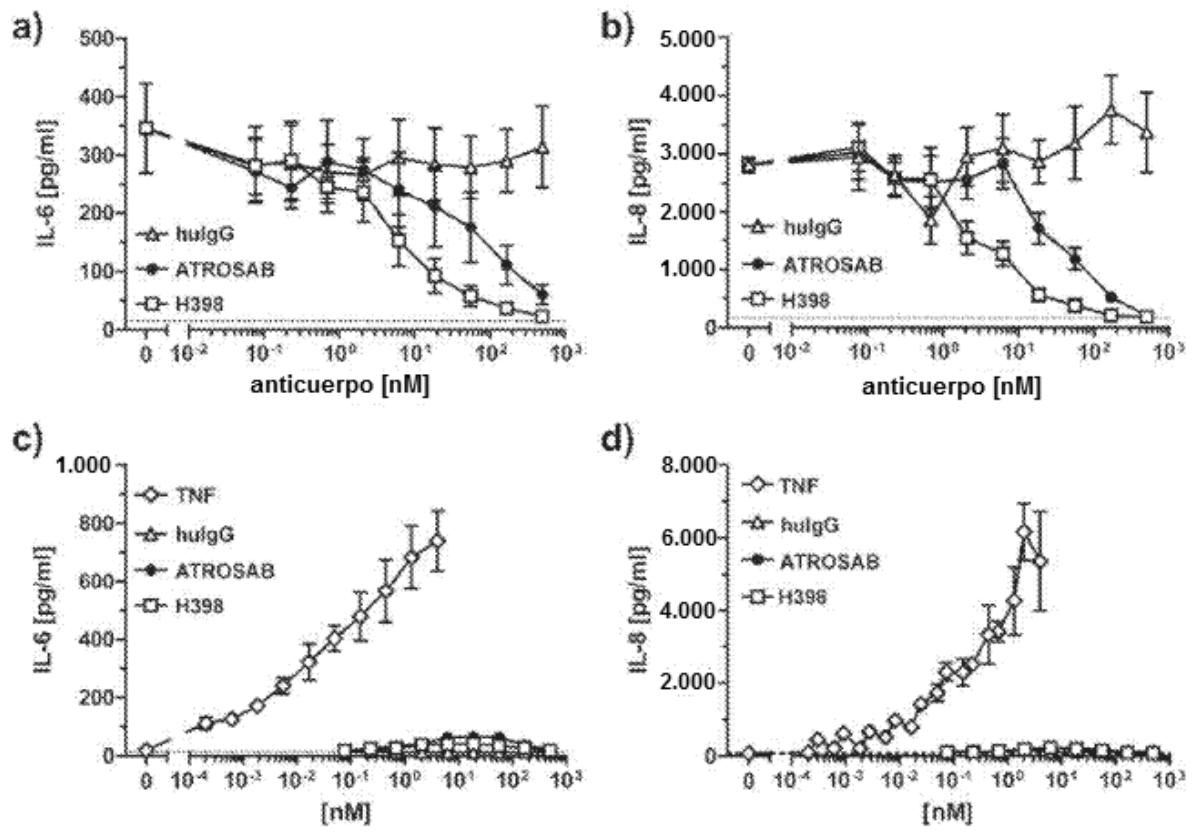 a)
IL-6 [pg/ml]
500
400
300
200
100
0
huIgG
ATROSAB
H398
0 10-2 10-1 100 101 102 103
anticuerpo [nM]
b)
IL-8 [pg/ml]
5.000
4.000
3.000
2.000
1.000
0
huIgG
ATROSAB
H398
0 10-2 10-1 100 101 102 103
anticuerpo [nM]
c)
IL-6 [pg/ml]
1.000
800
600
400
200
0
TNF
huIgG
ATROSAB
H398
0 10-4 10-3 10-2 10-1 100 101 102 103
[nM]
d)
IL-8 [pg/ml]
8.000
6.000
4.000
2.000
0
TNF
huIgG
ATROSAB
H398
0 10-4 10-3 10-2 10-1 100 101 102 103
[nM]